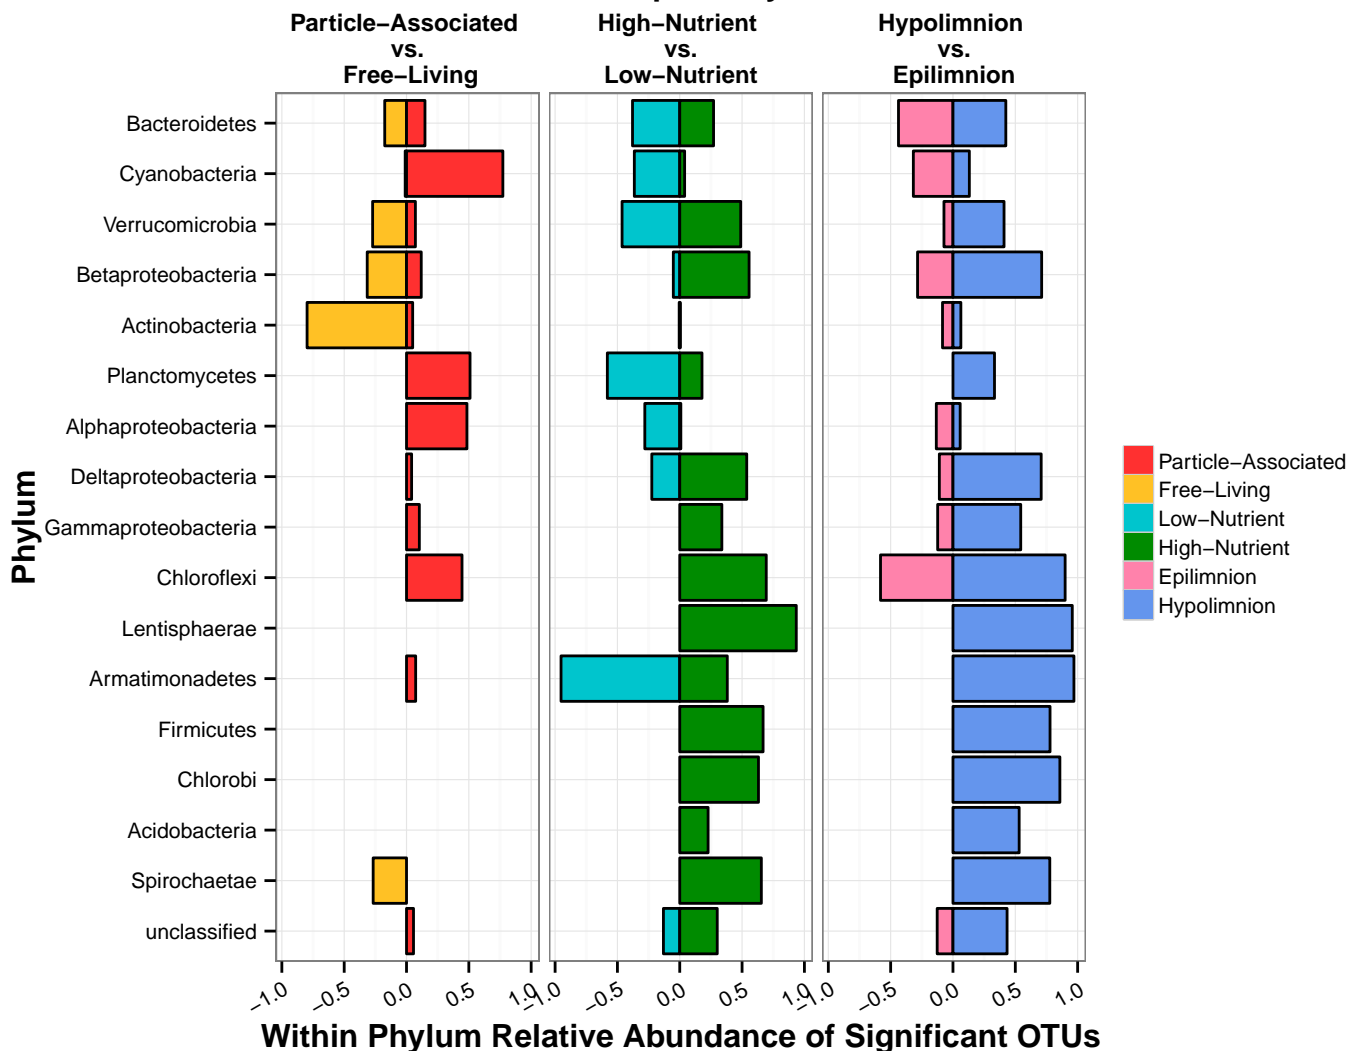 Particle−Associated
vs.
Free−Living
High−Nutrient
vs.
Low−Nutrient
Hypolimnion
vs.
Epilimnion
Phylum
Bacteroidetes
Cyanobacteria
Verrucomicrobia
Betaproteobacteria
Actinobacteria
Planctomycetes
Alphaproteobacteria
Deltaproteobacteria
Gammaproteobacteria
Chloroflexi
Lentisphaerae
Armatimonadetes
Firmicutes
Chlorobi
Acidobacteria
Spirochaetae
unclassified
−1.0 −0.5 0.0 0.5 1.0
−1.0 −0.5 0.0 0.5 1.0
−1.0 −0.5 0.0 0.5 1.0
Within Phylum Relative Abundance of Significant OTUs
Particle−Associated
Free−Living
Low−Nutrient
High−Nutrient
Epilimnion
Hypolimnion